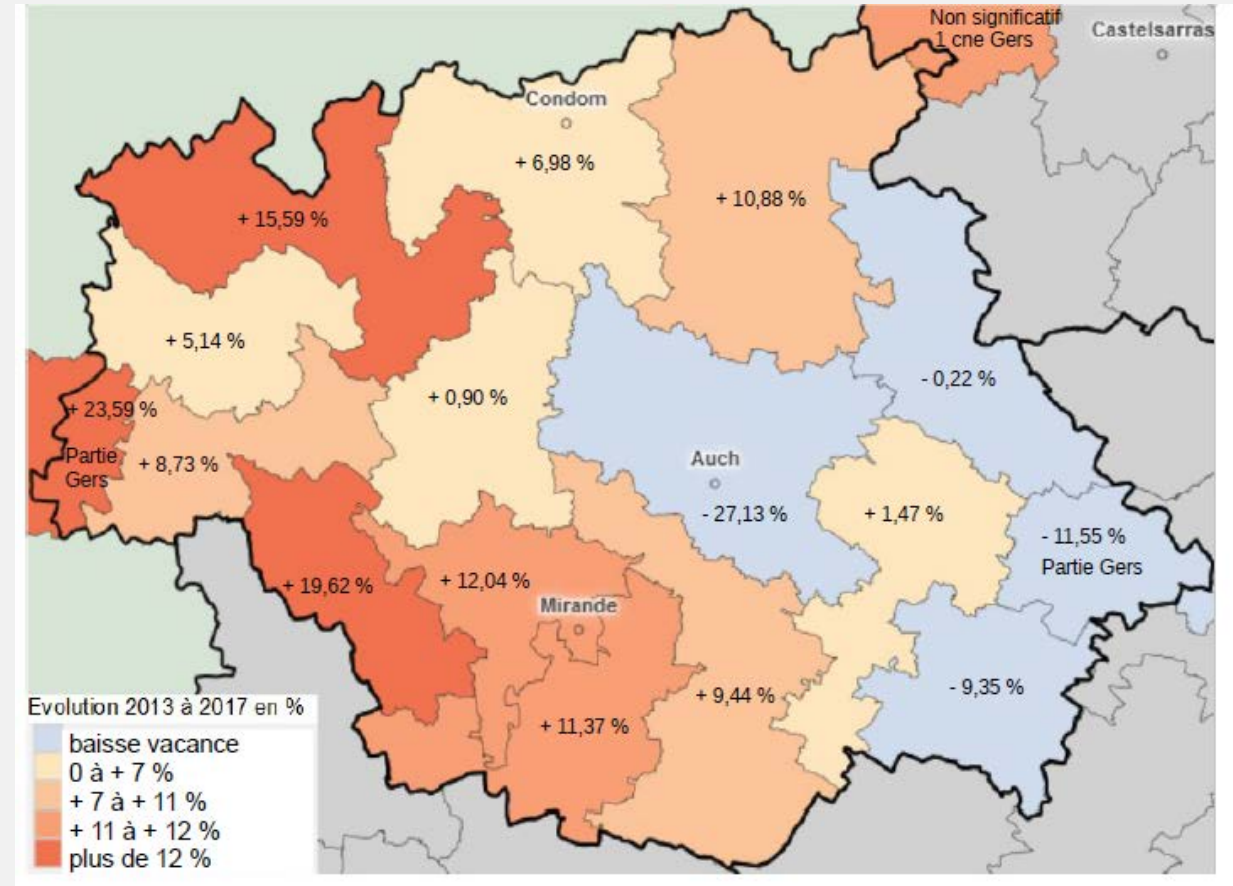 Non significatif
1 cne Gers
Castelsarras
Condom
+ 6,98 %
+ 15,59 %
+ 10,88 %
+ 5,14 %
- 0,22 %
+ 0,90 %
+ 23,59 %
Partie
Gers
+ 8,73 %
Auch
- 27,13 %
+ 1,47 %
- 11,55 %
Partie Gers
+ 19,62 %
+ 12,04 %
Mirande
- 9,35 %
+ 9,44 %
+ 11,37 %
Evolution 2013 à 2017 en %
baisse vacance
0 à + 7 %
+ 7 à + 11 %
+ 11 à + 12 %
plus de 12 %